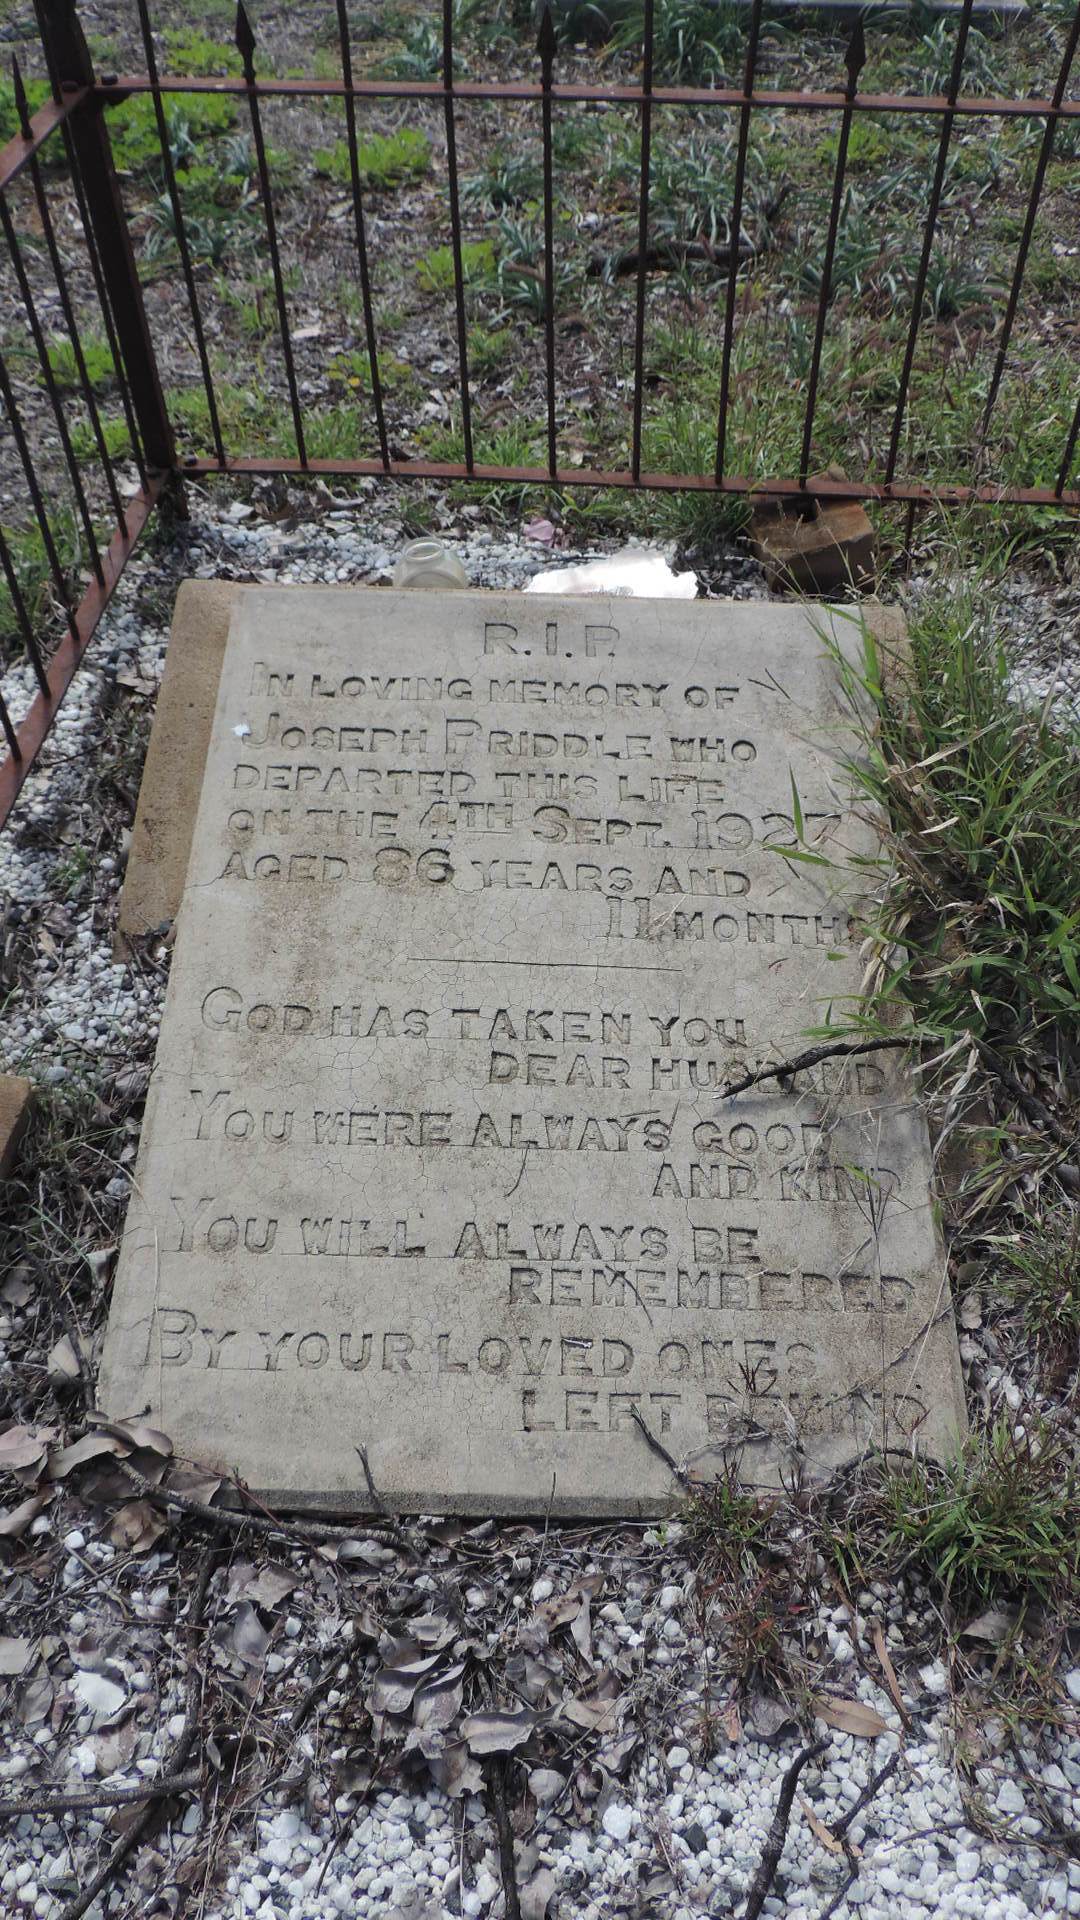 R.I.P.
IN LOVING MEMORY OF
JOSEPH PRIDDLE WHO
DEPARTED THIS LIFE
ON THE 4TH SEPT. 1927
AGED 86 YEARS AND
11 MONTHS
GOD HAS TAKEN YOU
DEAR HUSBAND
YOU WERE ALWAYS GOOD
AND KIND
YOU WILL ALWAYS BE
REMEMBERED
BY YOUR LOVED ONES
LEFT BEHIND